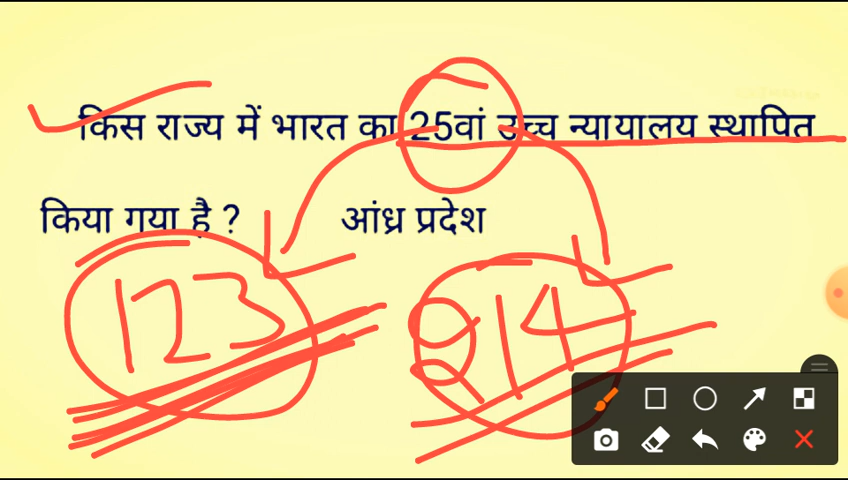 किस राज्य में भारत का 25वां उच्च न्यायालय स्थापित
किया गया है ? आंध्र प्रदेश
123 214